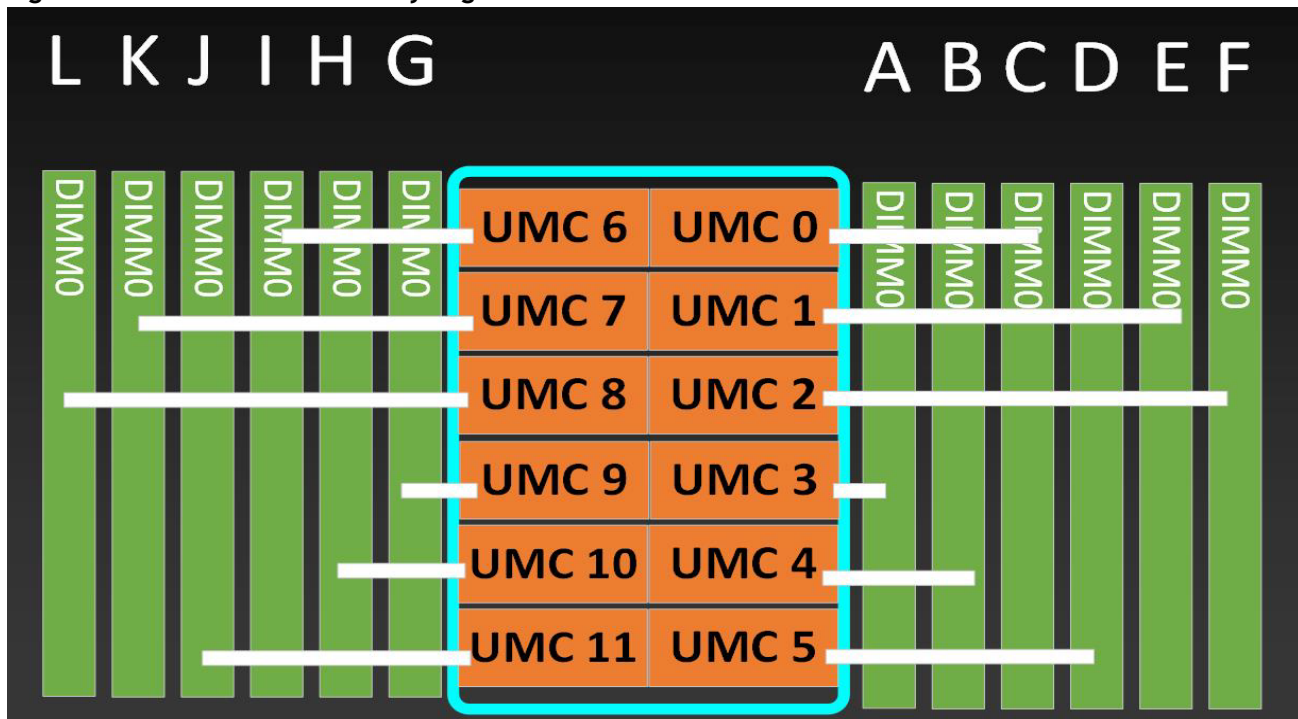 L K J I H G
A B C D E F
DIMM0 DIMM0 DIMM0 DIMM0 DIMM0 DIMM0
UMC 6 UMC 0
UMC 7 UMC 1
UMC 8 UMC 2
UMC 9 UMC 3
UMC 10 UMC 4
UMC 11 UMC 5
DIMM0 DIMM0 DIMM0 DIMM0 DIMM0 DIMM0